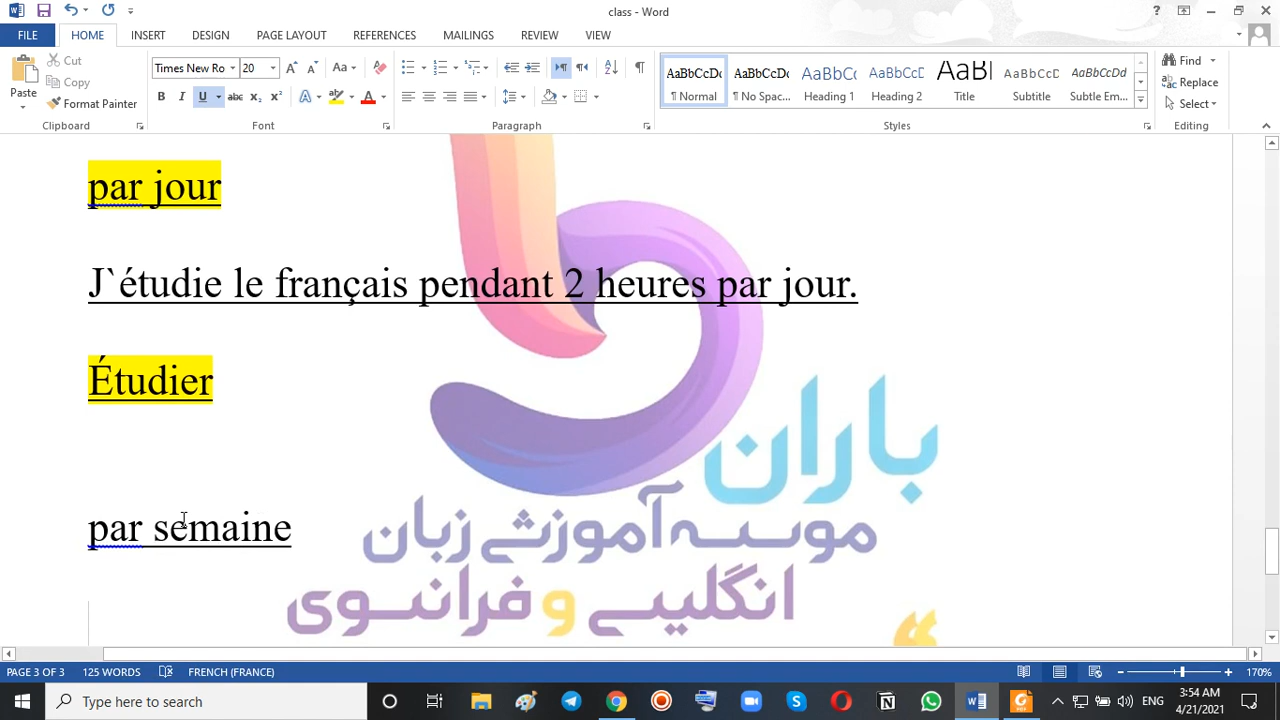 class - Word
FILE HOME INSERT DESIGN PAGE LAYOUT REFERENCES MAILINGS REVIEW VIEW
Paste
Cut
Copy
Format Painter
Clipboard
Times New Ro 20
Font
Paragraph
AaBbCcDc AaBbCcDc AaBbCc AaBbCcD AaBl AaBbCcD AaBbCcDd
¶ Normal ¶ No Spac... Heading 1 Heading 2 Title Subtitle Subtle Em...
Styles
Find
Replace
Select
Editing
par jour
J`étudie le français pendant 2 heures par jour.
Étudier
par semaine
باران
موسسه آموزشی زبان
انگلیسی و فرانسوی
PAGE 3 OF 3 125 WORDS FRENCH (FRANCE) 170%
Type here to search
ENG
3:54 AM
4/21/2021